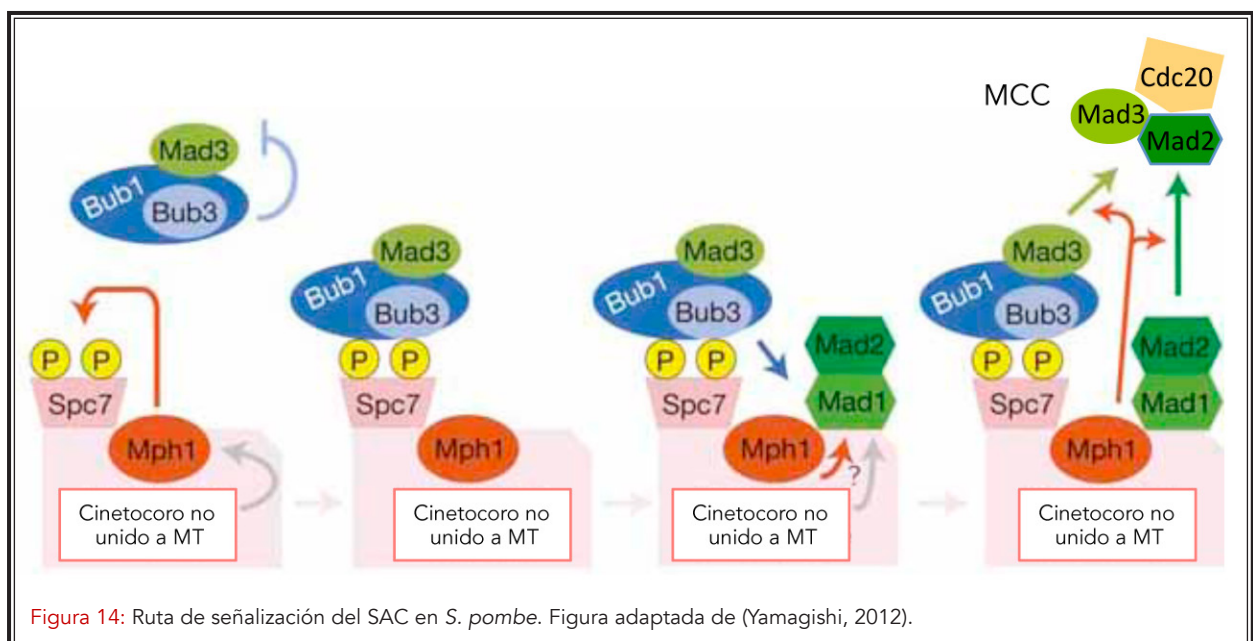 MCC
Cdc20
Mad3
Mad2
Mad3
Bub1
Bub3
P P
Spc7
Mph1
Cinetocoro no
unido a MT
Mad3
Bub1
Bub3
P P
Spc7
Mph1
Cinetocoro no
unido a MT
Mad3
Bub1
Bub3
P P
Spc7
Mad2
Mad1
Mph1
?
Cinetocoro no
unido a MT
Mad3
Bub1
Bub3
P P
Spc7
Mad2
Mad1
Mph1
Cinetocoro no
unido a MT
Figura 14: Ruta de señalización del SAC en S. pombe. Figura adaptada de (Yamagishi, 2012).